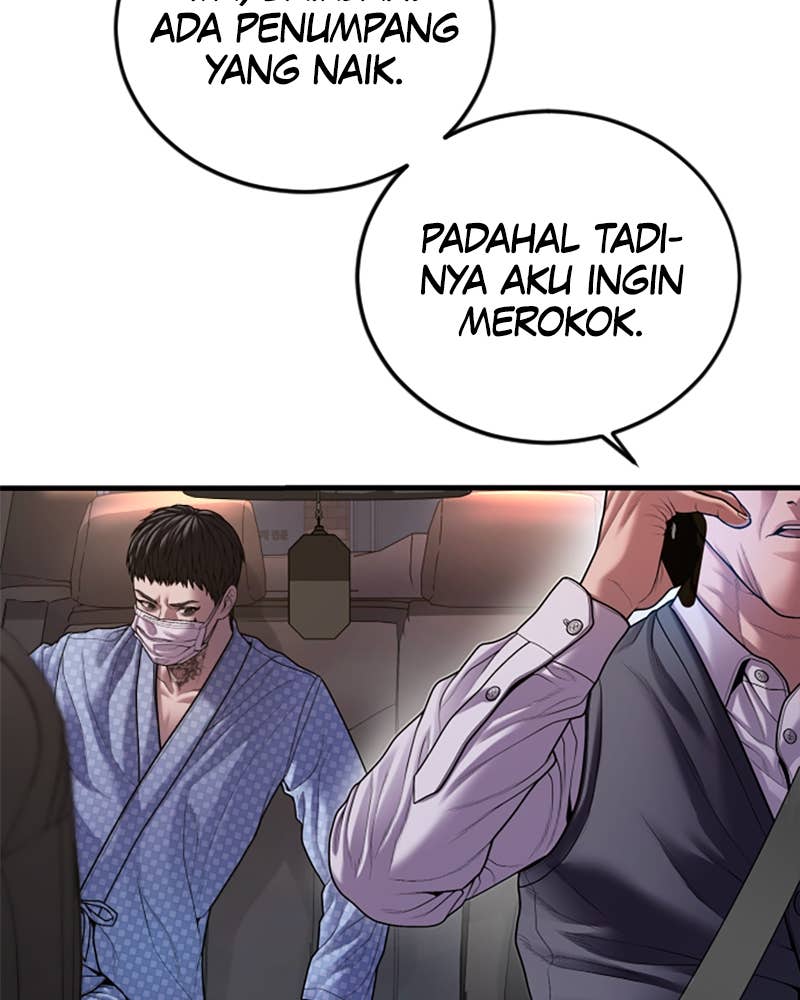 ADA PENUMPANG
YANG NAIK.
PADAHAL TADI-
NYA AKU INGIN
MEROKOK.